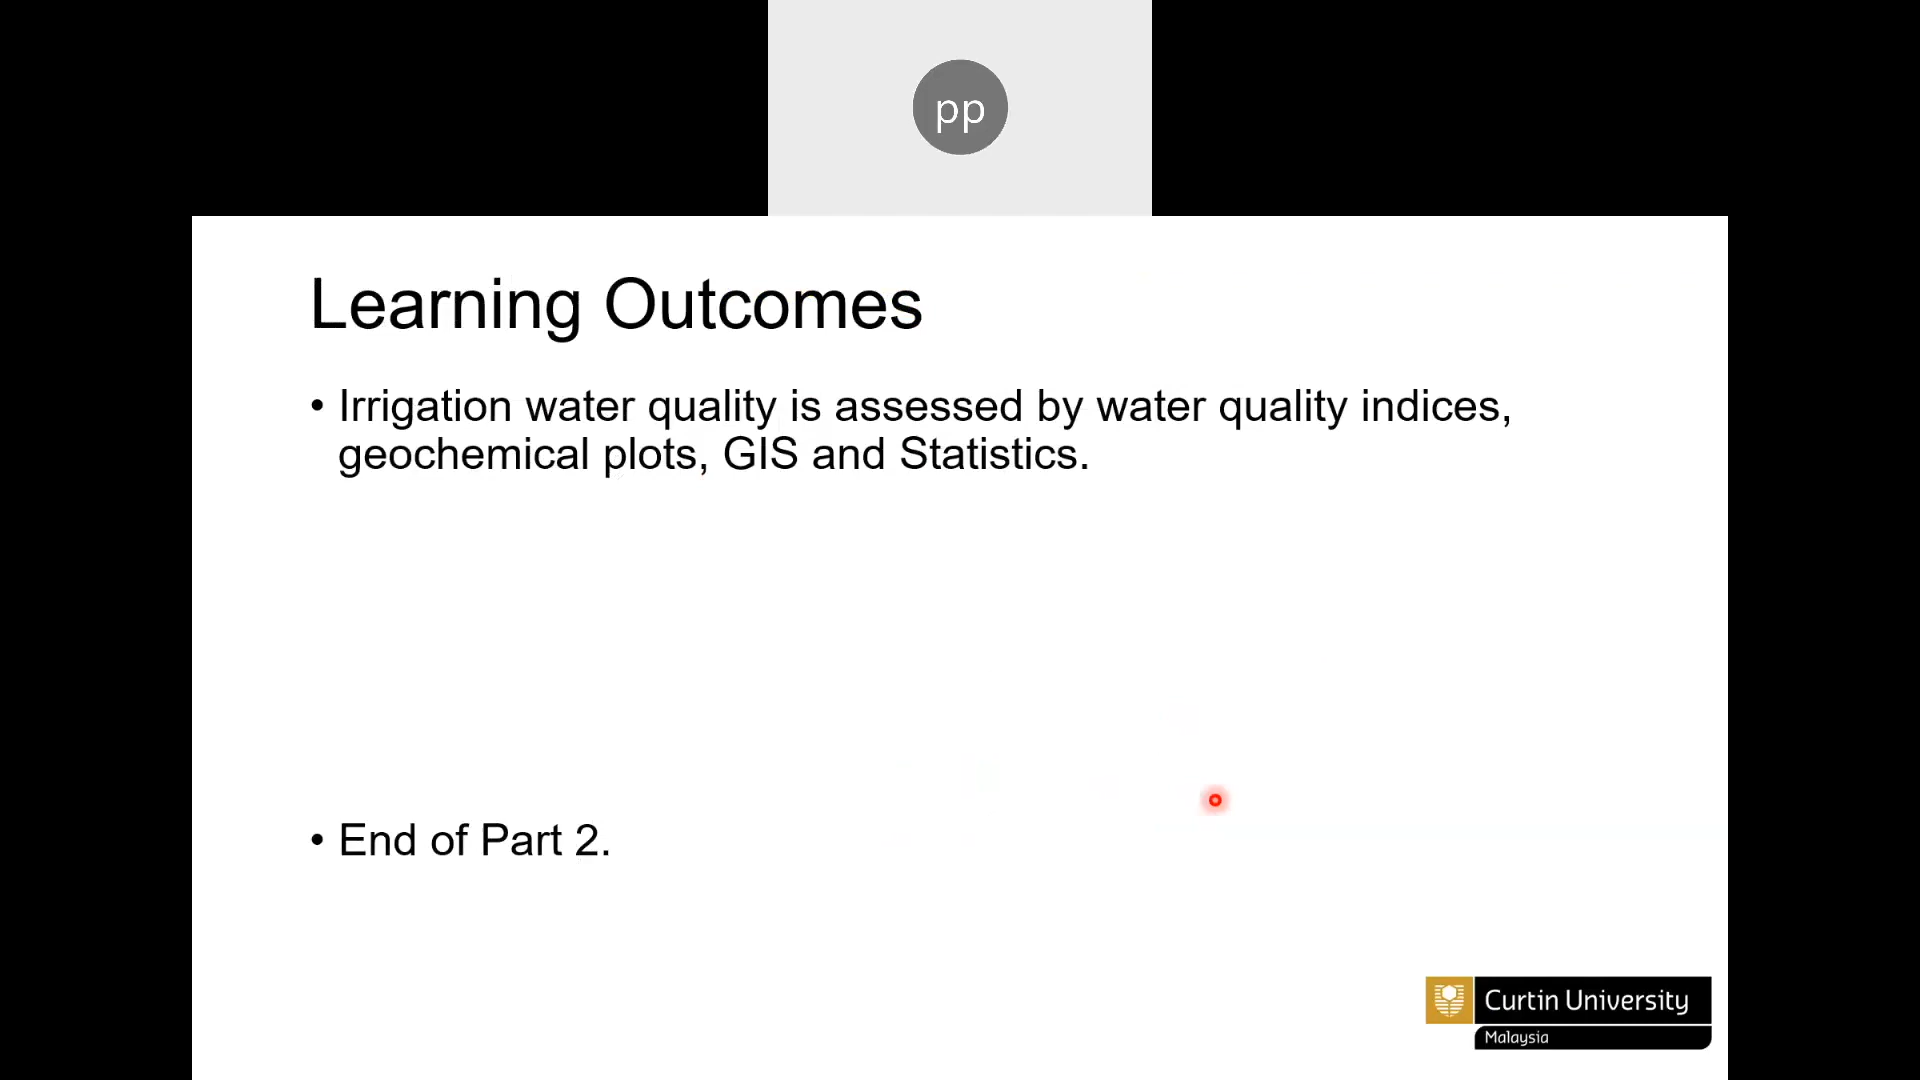 pp
Learning Outcomes
• Irrigation water quality is assessed by water quality indices,
geochemical plots, GIS and Statistics.
• End of Part 2.
Curtin University
Malaysia